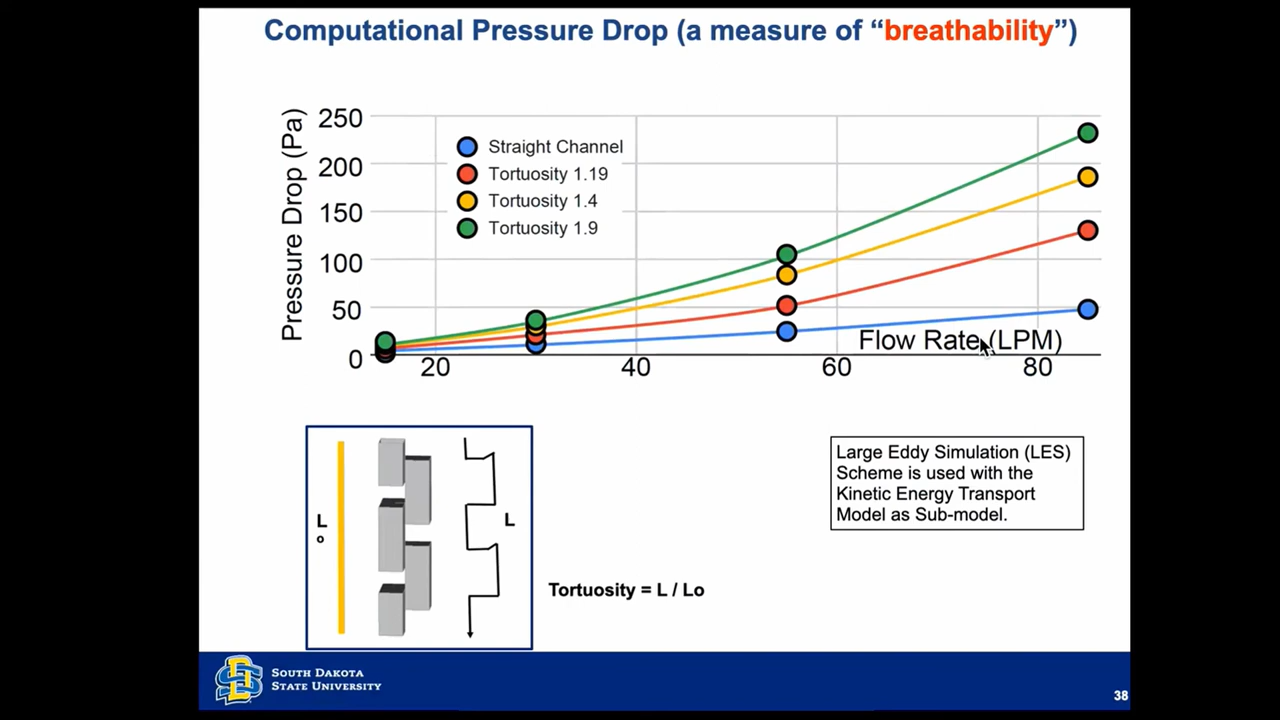 Computational Pressure Drop (a measure of “breathability”)
Pressure Drop (Pa)
250
200
150
100
50
0
Straight Channel
Tortuosity 1.19
Tortuosity 1.4
Tortuosity 1.9
Flow Rate (LPM)
20
40
60
80
L
o
L
Tortuosity = L / Lo
Large Eddy Simulation (LES)
Scheme is used with the
Kinetic Energy Transport
Model as Sub-model.
SOUTH DAKOTA
STATE UNIVERSITY
38